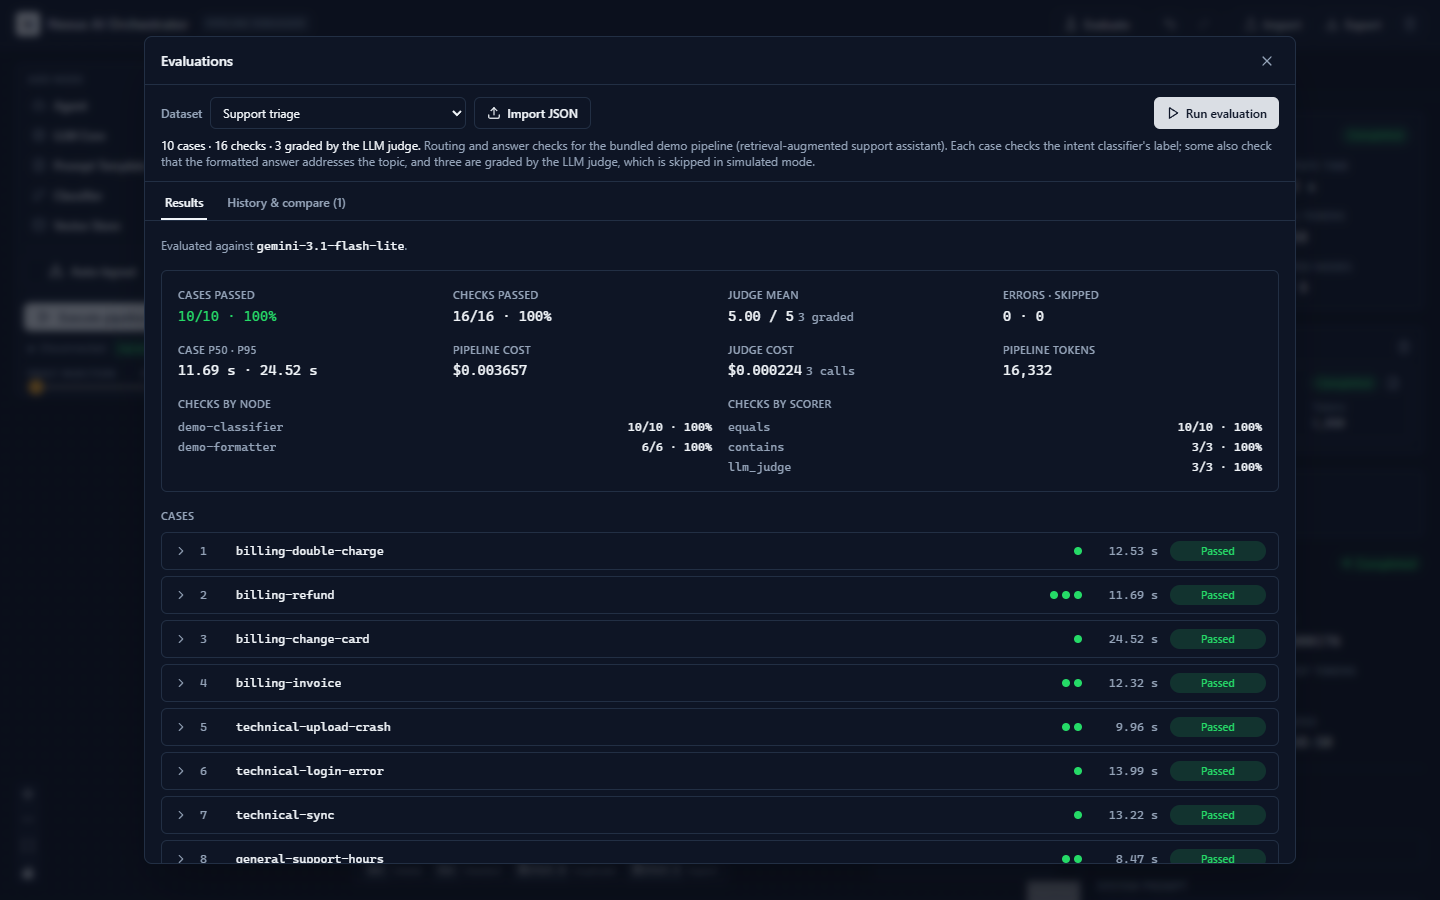 Evaluations
Dataset
Support triage
Import JSON
Run evaluation
10 cases · 16 checks · 3 graded by the LLM judge. Routing and answer checks for the bundled demo pipeline (retrieval-augmented support assistant). Each case checks the intent classifier's label; some also check
that the formatted answer addresses the topic, and three are graded by the LLM judge, which is skipped in simulated mode.
Results
History & compare (1)
Evaluated against gemini-3.1-flash-lite.
CASES PASSED
10/10 · 100%
CHECKS PASSED
16/16 · 100%
JUDGE MEAN
5.00 / 5 3 graded
ERRORS · SKIPPED
0 · 0
CASE P50 · P95
11.69 s · 24.52 s
PIPELINE COST
$0.003657
JUDGE COST
$0.000224 3 calls
PIPELINE TOKENS
16,332
CHECKS BY NODE
demo-classifier 10/10 · 100%
demo-formatter 6/6 · 100%
CHECKS BY SCORER
equals 10/10 · 100%
contains 3/3 · 100%
llm_judge 3/3 · 100%
CASES
1 billing-double-charge 12.53 s Passed
2 billing-refund 11.69 s Passed
3 billing-change-card 24.52 s Passed
4 billing-invoice 12.32 s Passed
5 technical-upload-crash 9.96 s Passed
6 technical-login-error 13.99 s Passed
7 technical-sync 13.22 s Passed
8 general-support-hours 8.47 s Passed